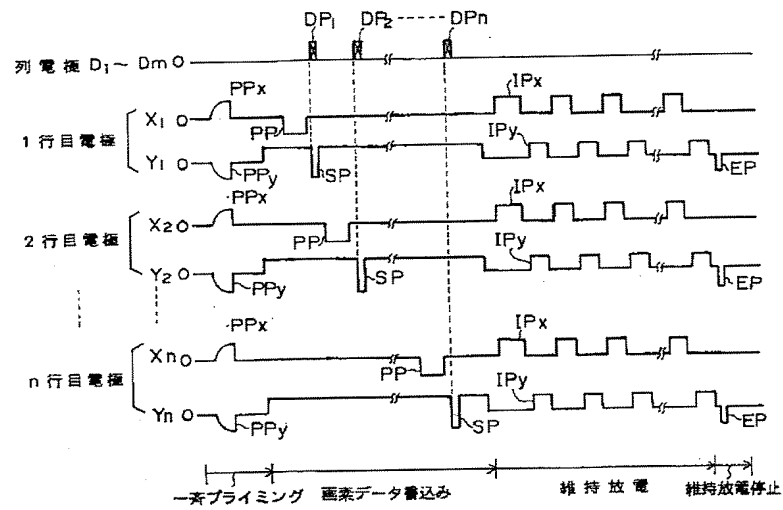 DP1 DP2 DPn
列電極 D1～Dm 0
PPx IPx
X1 0
1行目電極 PP IPy
Y1 0
PPy SP EP
PPx IPx
X2 0
2行目電極 PP IPy
Y2 0
PPy SP EP
PPx IPx
Xn 0
n行目電極 PP IPy
Yn 0
PPy SP EP
一斉プライミング 画素データ書込み 維持放電 維持放電停止